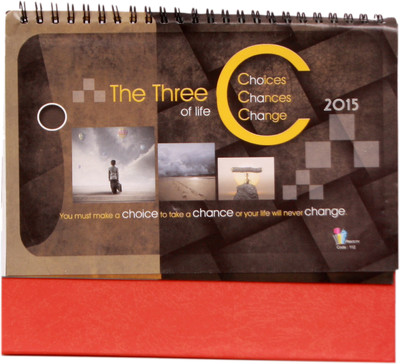 The Three C
of life
Choices
Chances
Change
2015
You must make a choice to take a chance or your life will never change.